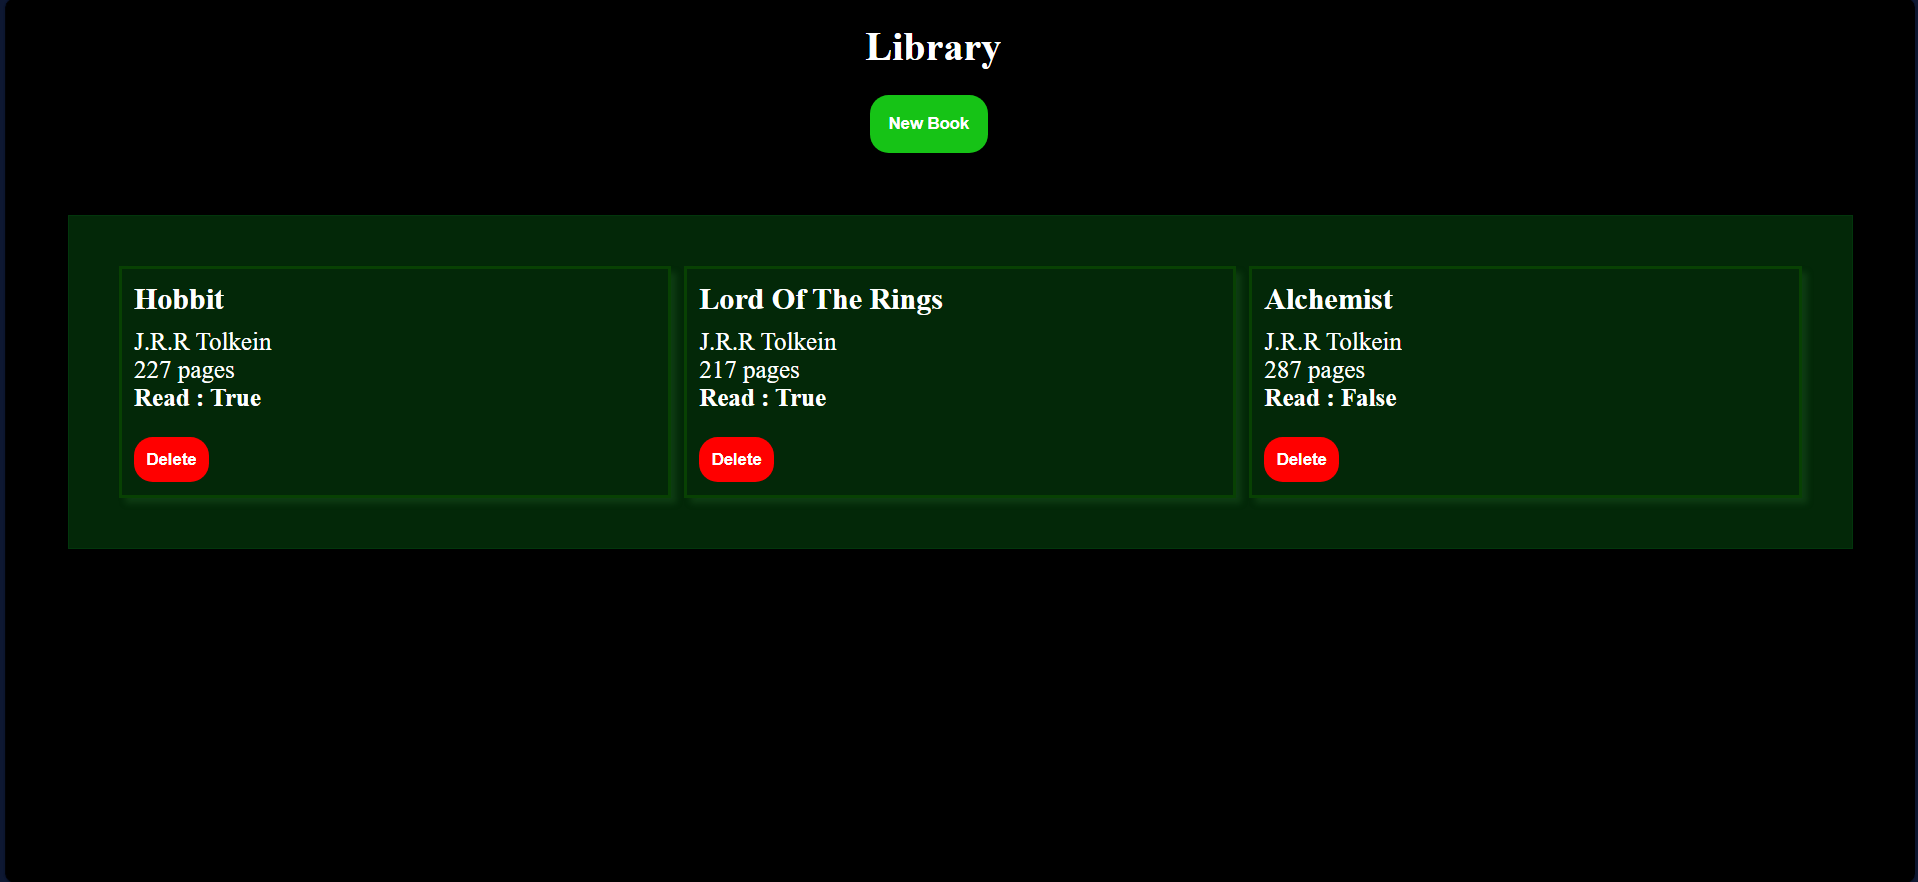 Library
New Book
Hobbit
J.R.R Tolkein
227 pages
Read : True
Delete
Lord Of The Rings
J.R.R Tolkein
217 pages
Read : True
Delete
Alchemist
J.R.R Tolkein
287 pages
Read : False
Delete